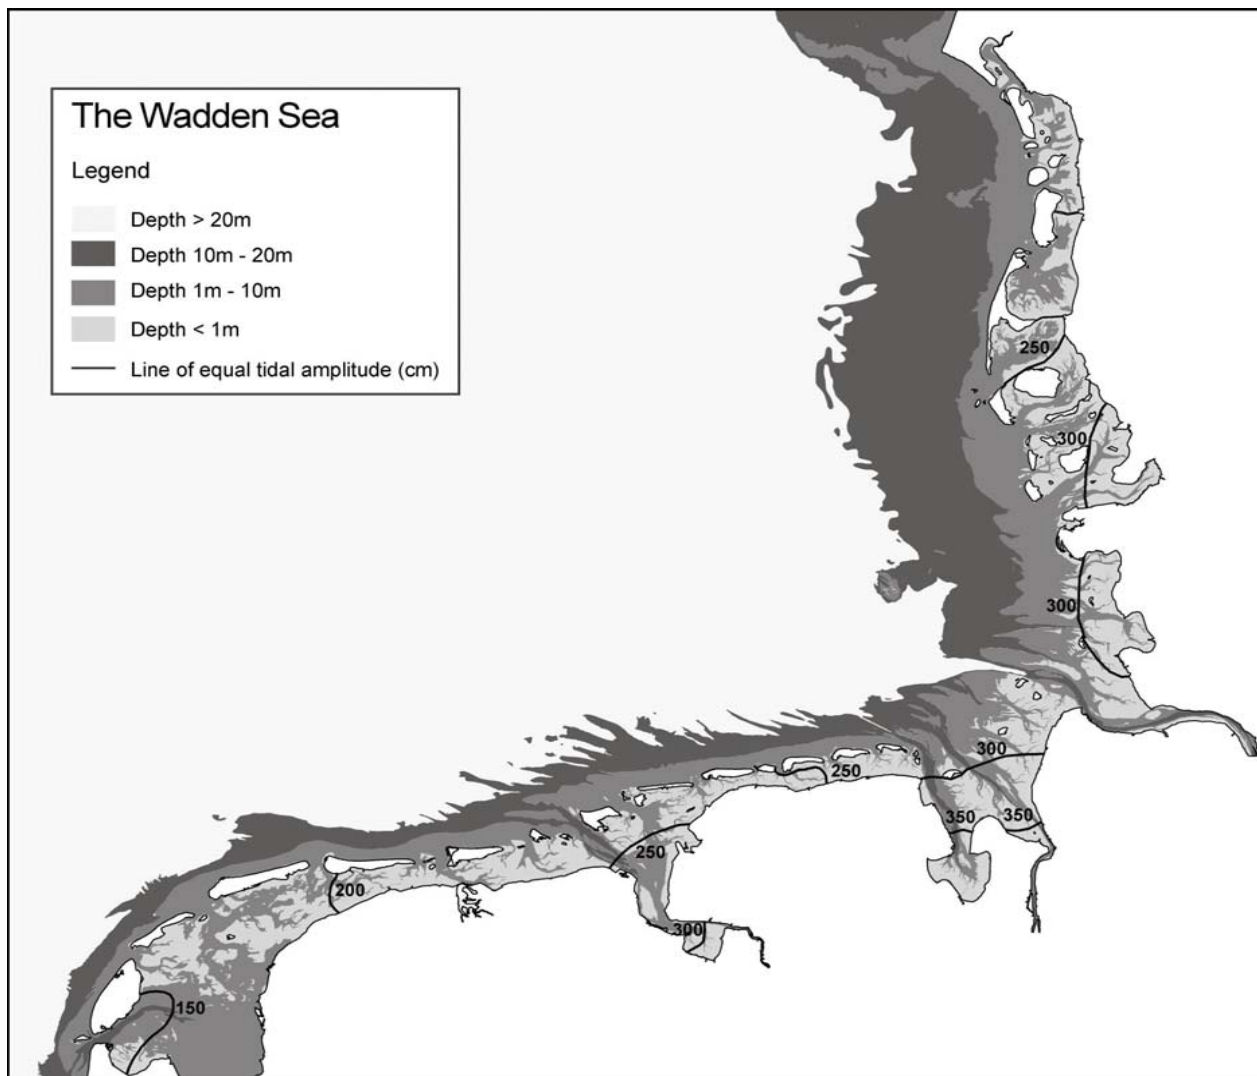 The Wadden Sea
Legend
Depth > 20m
Depth 10m - 20m
Depth 1m - 10m
Depth < 1m
Line of equal tidal amplitude (cm)
250
300
300
300
250
350
350
250
200
300
150